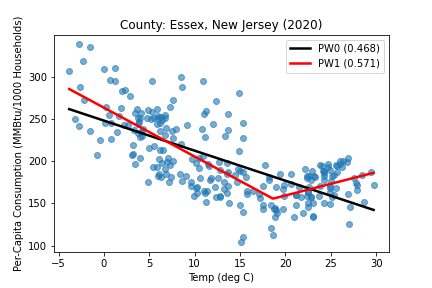 County: Essex, New Jersey (2020)
PW0 (0.468)
PW1 (0.571)
Per-Capita Consumption (MMBtu/1000 Households)
300
250
200
150
100
−5 0 5 10 15 20 25 30
Temp (deg C)